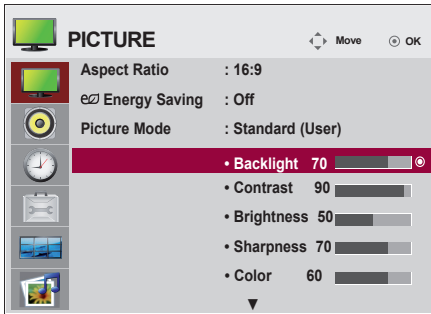 PICTURE Move OK
Aspect Ratio : 16:9
Energy Saving : Off
Picture Mode : Standard (User)
• Backlight 70
• Contrast 90
• Brightness 50
• Sharpness 70
• Color 60